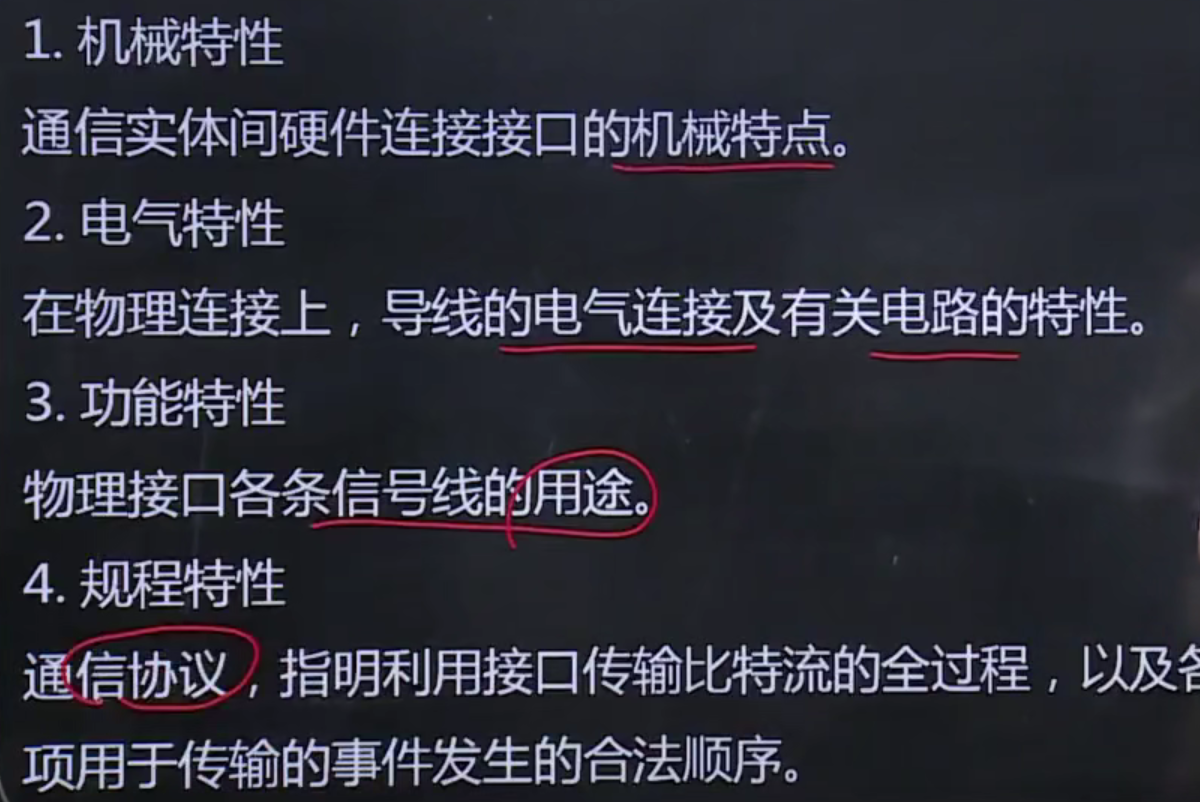 1. 机械特性
通信实体间硬件连接接口的机械特点。
2. 电气特性
在物理连接上，导线的电气连接及有关电路的特性。
3. 功能特性
物理接口各条信号线的用途。
4. 规程特性
通信协议，指明利用接口传输比特流的全过程，以及各
项用于传输的事件发生的合法顺序。